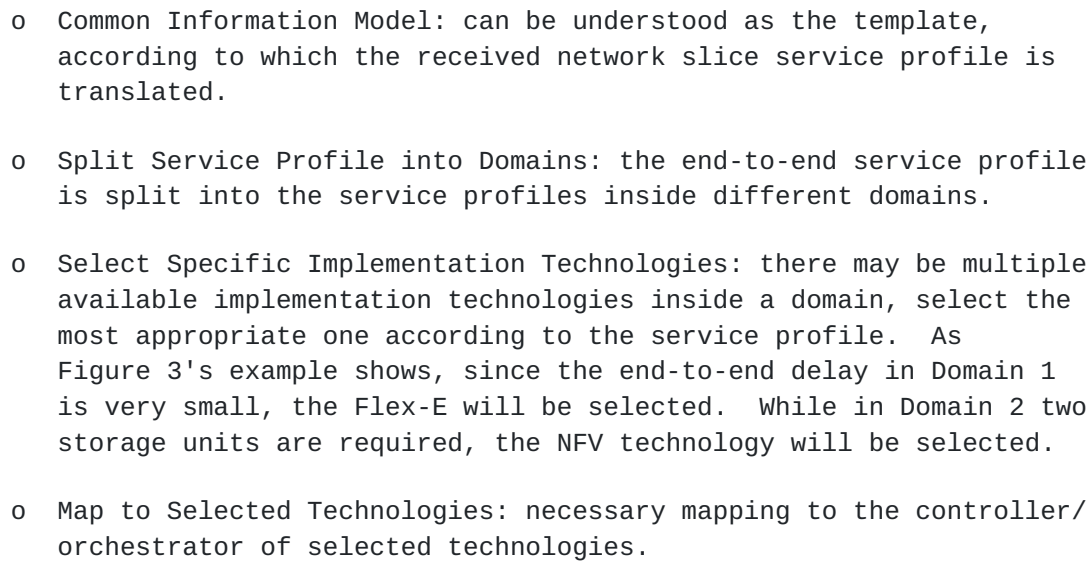 o  Common Information Model: can be understood as the template,
according to which the received network slice service profile is
translated.
o  Split Service Profile into Domains: the end-to-end service profile
is split into the service profiles inside different domains.
o  Select Specific Implementation Technologies: there may be multiple
available implementation technologies inside a domain, select the
most appropriate one according to the service profile.  As
Figure 3's example shows, since the end-to-end delay in Domain 1
is very small, the Flex-E will be selected.  While in Domain 2 two
storage units are required, the NFV technology will be selected.
o  Map to Selected Technologies: necessary mapping to the controller/
orchestrator of selected technologies.